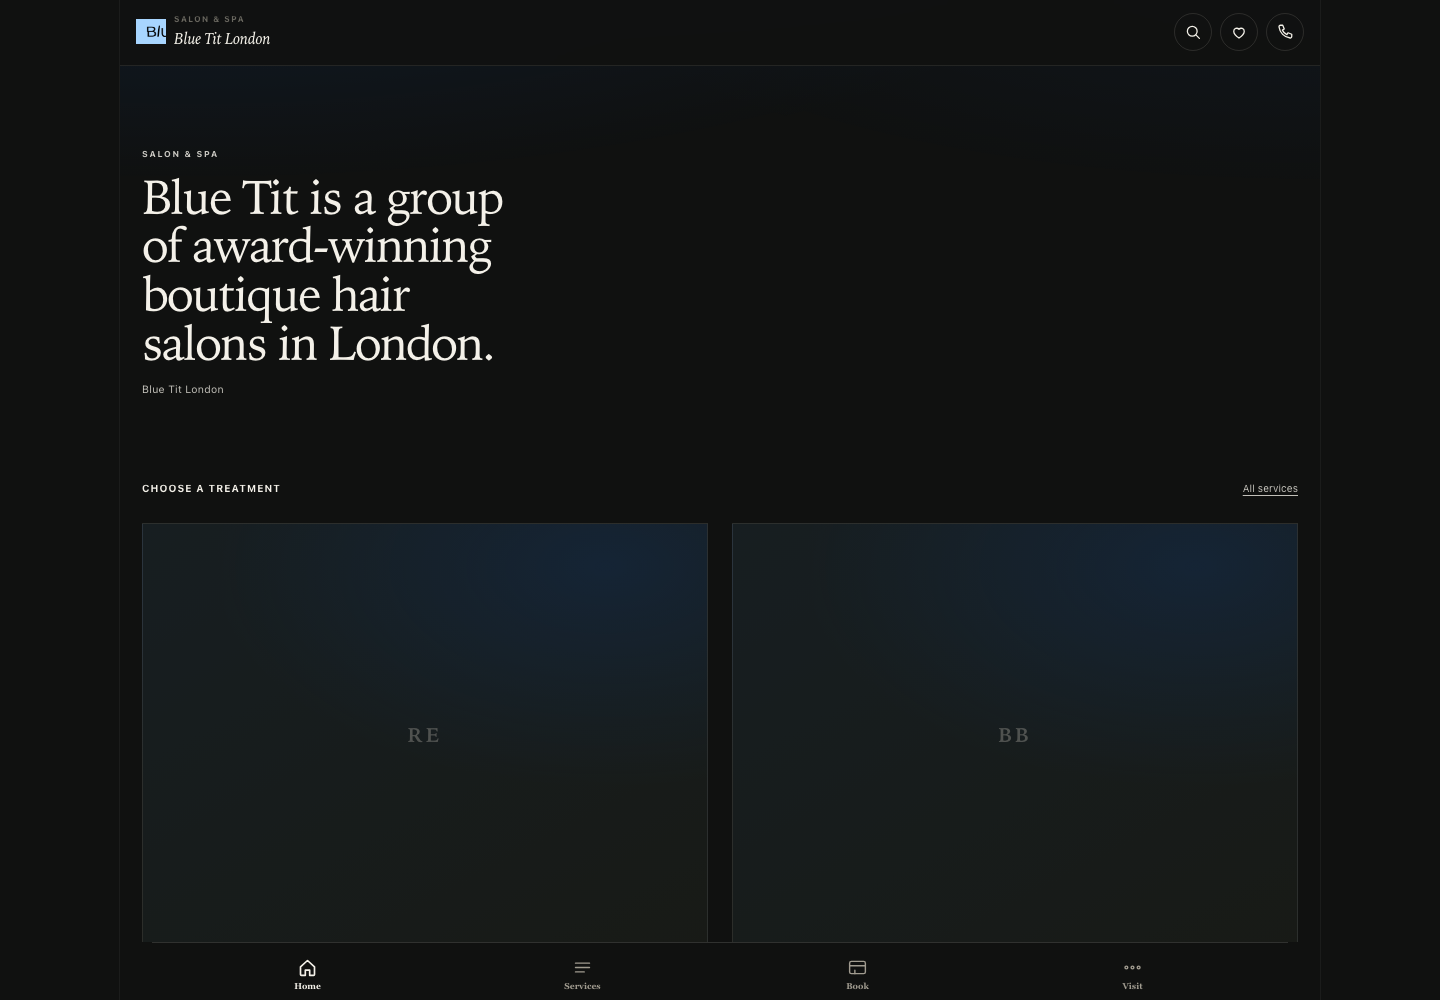 Blu
SALON & SPA
Blue Tit London
SALON & SPA
Blue Tit is a group
of award-winning
boutique hair
salons in London.
Blue Tit London
CHOOSE A TREATMENT
All services
RE
BB
Home
Services
Book
Visit